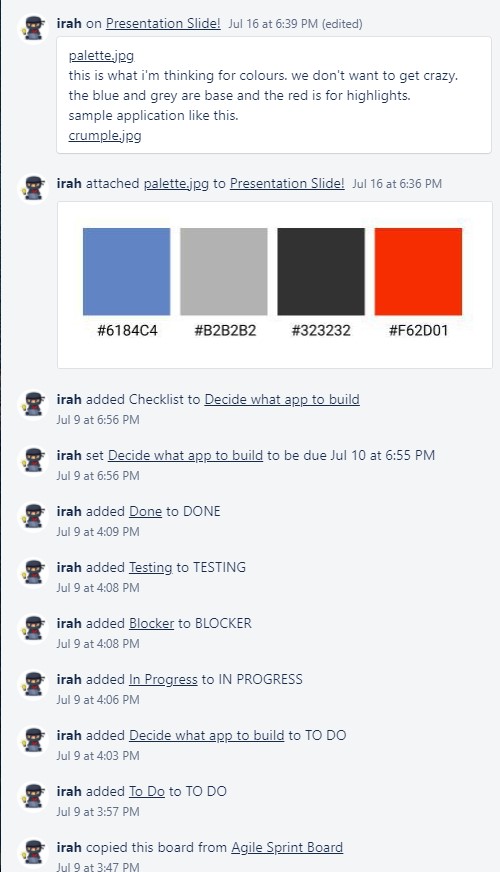 irah on Presentation Slide! Jul 16 at 6:39 PM (edited)
palette.jpg
this is what i'm thinking for colours. we don't want to get crazy.
the blue and grey are base and the red is for highlights.
sample application like this.
crumple.jpg
irah attached palette.jpg to Presentation Slide! Jul 16 at 6:36 PM
#6184C4 #B2B2B2 #323232 #F62D01
irah added Checklist to Decide what app to build
Jul 9 at 6:56 PM
irah set Decide what app to build to be due Jul 10 at 6:55 PM
Jul 9 at 6:56 PM
irah added Done to DONE
Jul 9 at 4:09 PM
irah added Testing to TESTING
Jul 9 at 4:08 PM
irah added Blocker to BLOCKER
Jul 9 at 4:08 PM
irah added In Progress to IN PROGRESS
Jul 9 at 4:06 PM
irah added Decide what app to build to TO DO
Jul 9 at 4:03 PM
irah added To Do to TO DO
Jul 9 at 3:57 PM
irah copied this board from Agile Sprint Board
Jul 9 at 3:47 PM